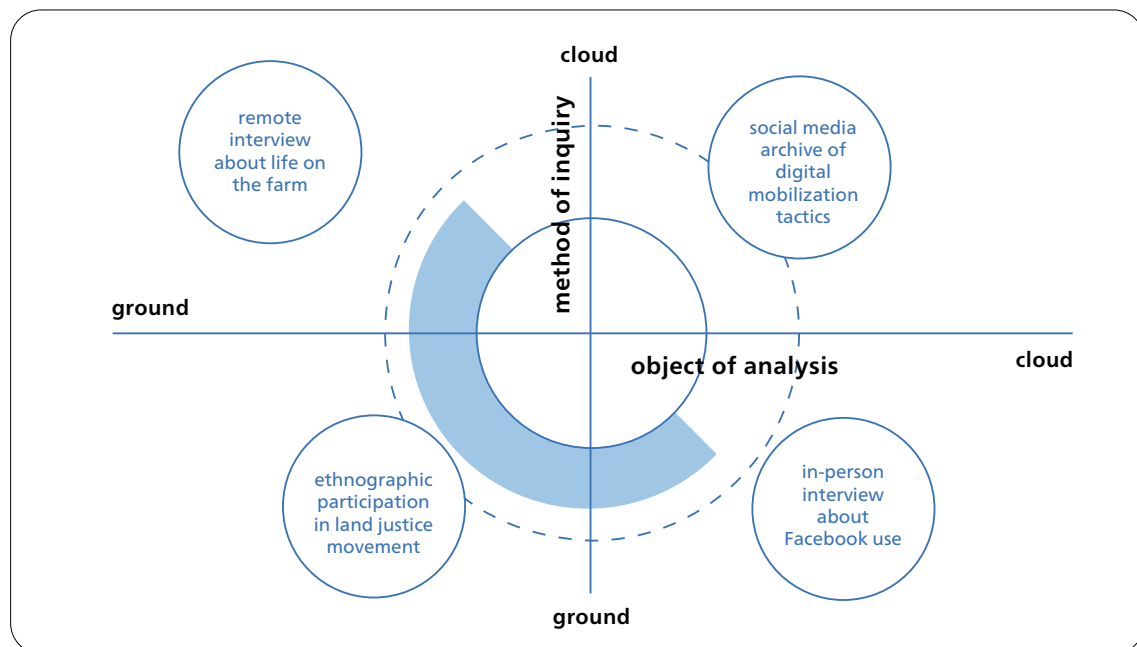 cloud
remote
interview
about life on
the farm
method of inquiry
social media
archive of
digital
mobilization
tactics
ground
object of analysis
cloud
ethnographic
participation
in land justice
movement
in-person
interview
about
Facebook use
ground